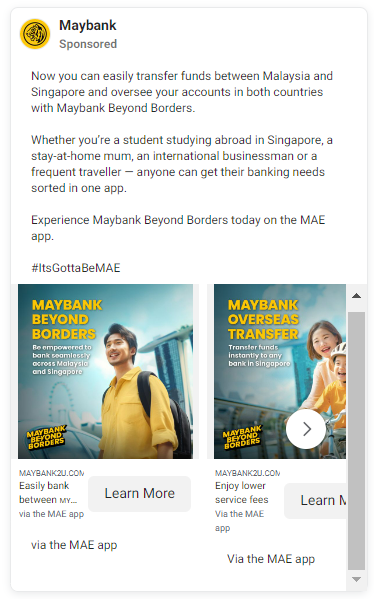 Maybank
Sponsored
Now you can easily transfer funds between Malaysia and
Singapore and oversee your accounts in both countries
with Maybank Beyond Borders.
Whether you're a student studying abroad in Singapore, a
stay-at-home mum, an international businessman or a
frequent traveller — anyone can get their banking needs
sorted in one app.
Experience Maybank Beyond Borders today on the MAE
app.
#ItsGottaBeMAE
MAYBANK
BEYOND
BORDERS
Be empowered to
bank seamlessly
across Malaysia
and Singapore
MAYBANK
BEYOND
BORDERS
MAYBANK2U.COM
Easily bank
between MY...
via the MAE app
Learn More
via the MAE app
MAYBANK
OVERSEAS
TRANSFER
Transfer funds
instantly to any
bank in Singapore
MAYBANK
BEYOND
BORDERS
MAYBANK2U.COM
Enjoy lower
service fees
Via the MAE
app
Learn M
Via the MAE app